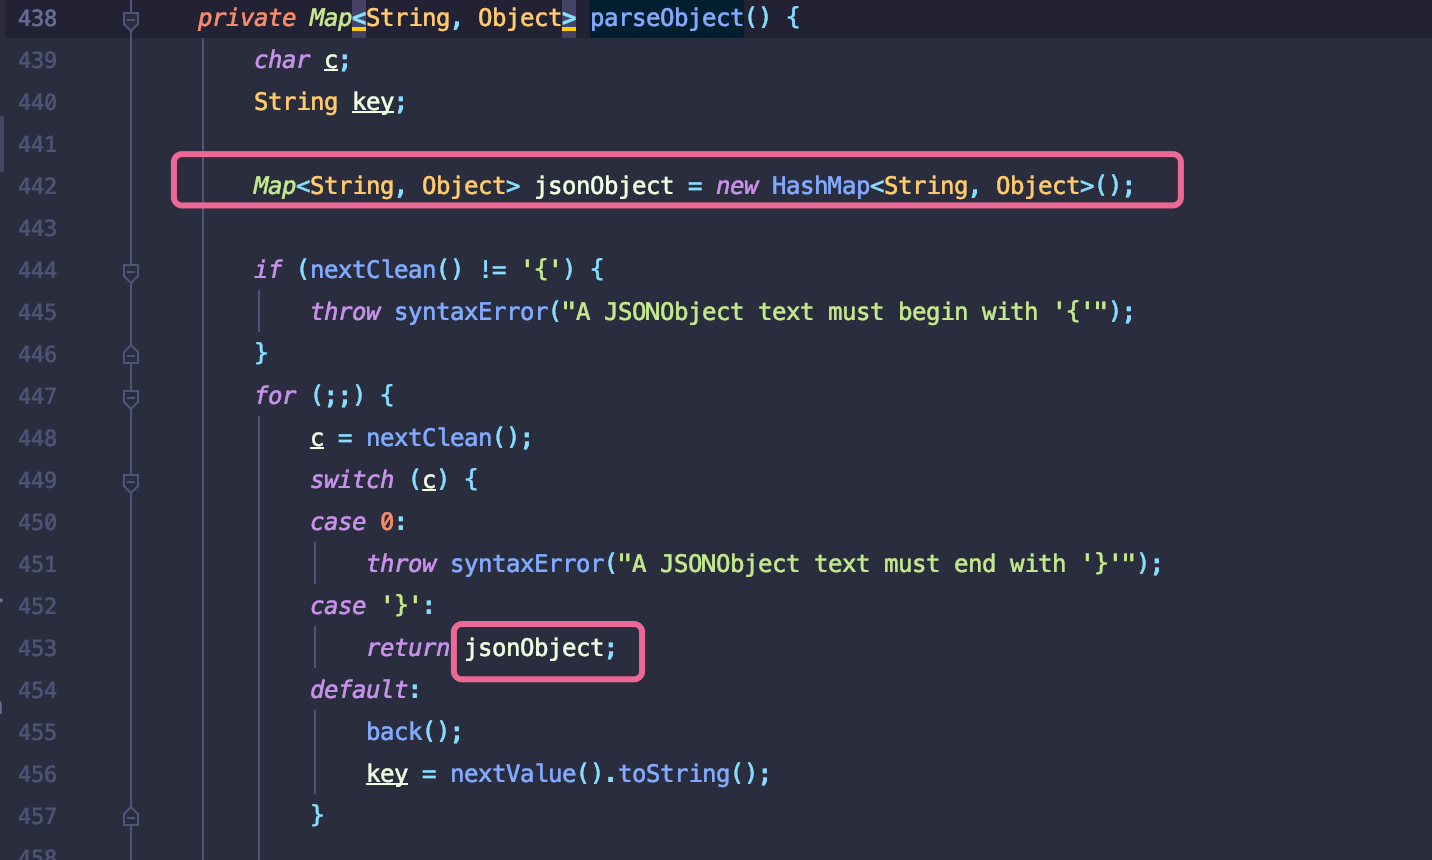 438 private Map<String, Object> parseObject() {
439 char c;
440 String key;
441
442 Map<String, Object> jsonObject = new HashMap<String, Object>();
443
444 if (nextClean() != '{') {
445 throw syntaxError("A JSONObject text must begin with '{'");
446 }
447 for (;;) {
448 c = nextClean();
449 switch (c) {
450 case 0:
451 throw syntaxError("A JSONObject text must end with '}'");
452 case '}':
453 return jsonObject;
454 default:
455 back();
456 key = nextValue().toString();
457 }
458